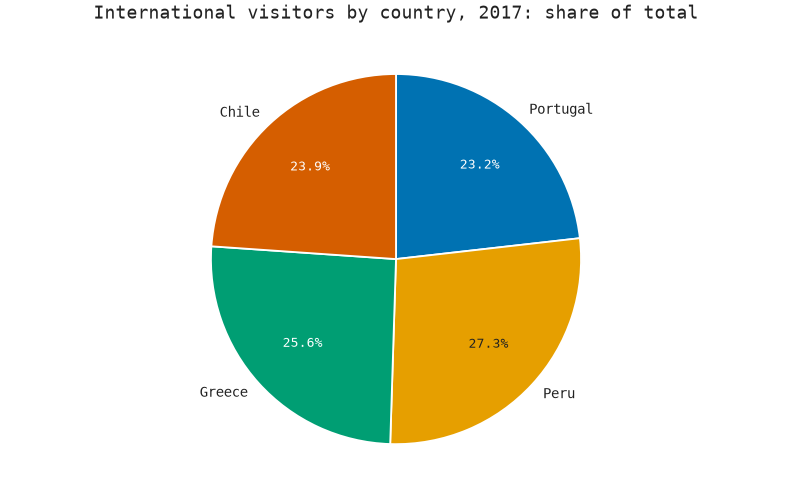 International visitors by country, 2017: share of total
Chile
Portugal
23.9%
23.2%
25.6%
27.3%
Greece
Peru